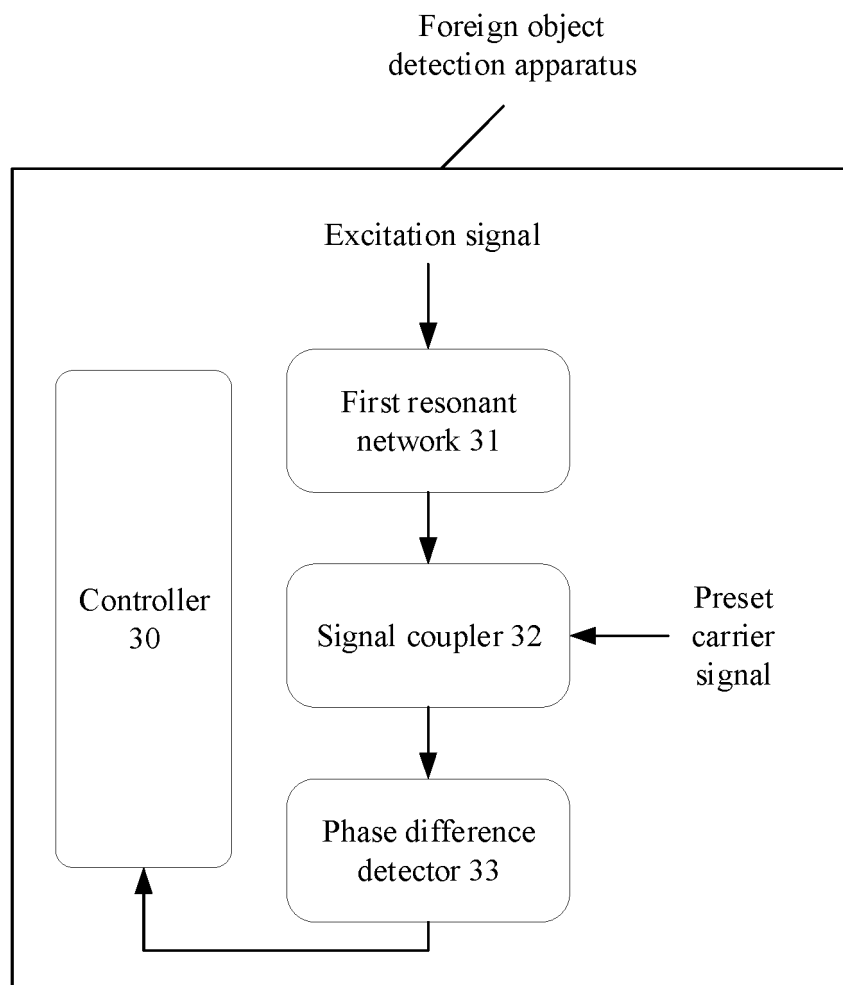 Foreign object
detection apparatus
Excitation signal
First resonant
network 31
Controller
30
Signal coupler 32
Preset
carrier
signal
Phase difference
detector 33